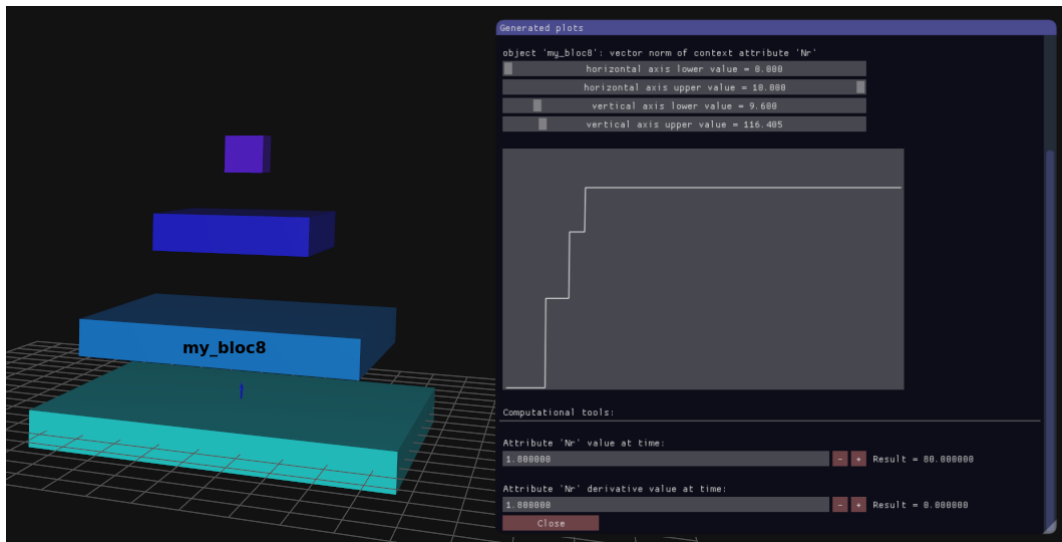 Generated plots
object 'my_bloc8': vector norm of context attribute 'Nr'
horizontal axis lower value = 0.000
horizontal axis upper value = 10.000
vertical axis lower value = 9.600
vertical axis upper value = 116.405
my_bloc8
Computational tools:
Attribute 'Nr' value at time:
1.800000 - + Result = 80.000000
Attribute 'Nr' derivative value at time:
1.800000 - + Result = 0.000000
Close